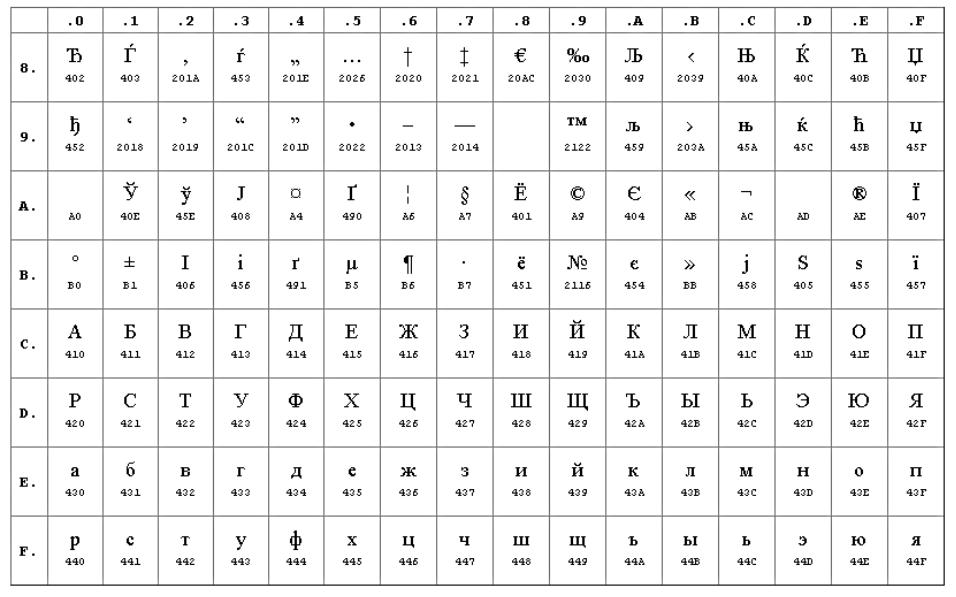 .0 .1 .2 .3 .4 .5 .6 .7 .8 .9 .A .B .C .D .E .F
8. Ђ Ѓ ‚ ѓ „ … † ‡ € ‰ Љ ‹ Њ Ќ Ћ Џ
402 403 201A 453 201E 2026 2020 2021 20AC 2030 409 2039 40A 40C 40B 40F
9. ђ ‘ ’ “ ” • – — ™ љ › њ ќ ћ џ
452 2018 2019 201C 201D 2022 2013 2014 2122 459 203A 45A 45C 45B 45F
A. Ў ў Ј ¤ Ґ ¦ § Ё © Є « ¬ ® Ї
A0 40E 45E 408 A4 490 A6 A7 401 A9 404 AB AC AD AE 407
B. ° ± І і ґ µ ¶ · ё № є » ј Ѕ ѕ ї
B0 B1 406 456 491 B5 B6 B7 451 2116 454 BB 458 405 455 457
C. А Б В Г Д Е Ж З И Й К Л М Н О П
410 411 412 413 414 415 416 417 418 419 41A 41B 41C 41D 41E 41F
D. Р С Т У Ф Х Ц Ч Ш Щ Ъ Ы Ь Э Ю Я
420 421 422 423 424 425 426 427 428 429 42A 42B 42C 42D 42E 42F
E. а б в г д е ж з и й к л м н о п
430 431 432 433 434 435 436 437 438 439 43A 43B 43C 43D 43E 43F
F. р с т у ф х ц ч ш щ ъ ы ь э ю я
440 441 442 443 444 445 446 447 448 449 44A 44B 44C 44D 44E 44F